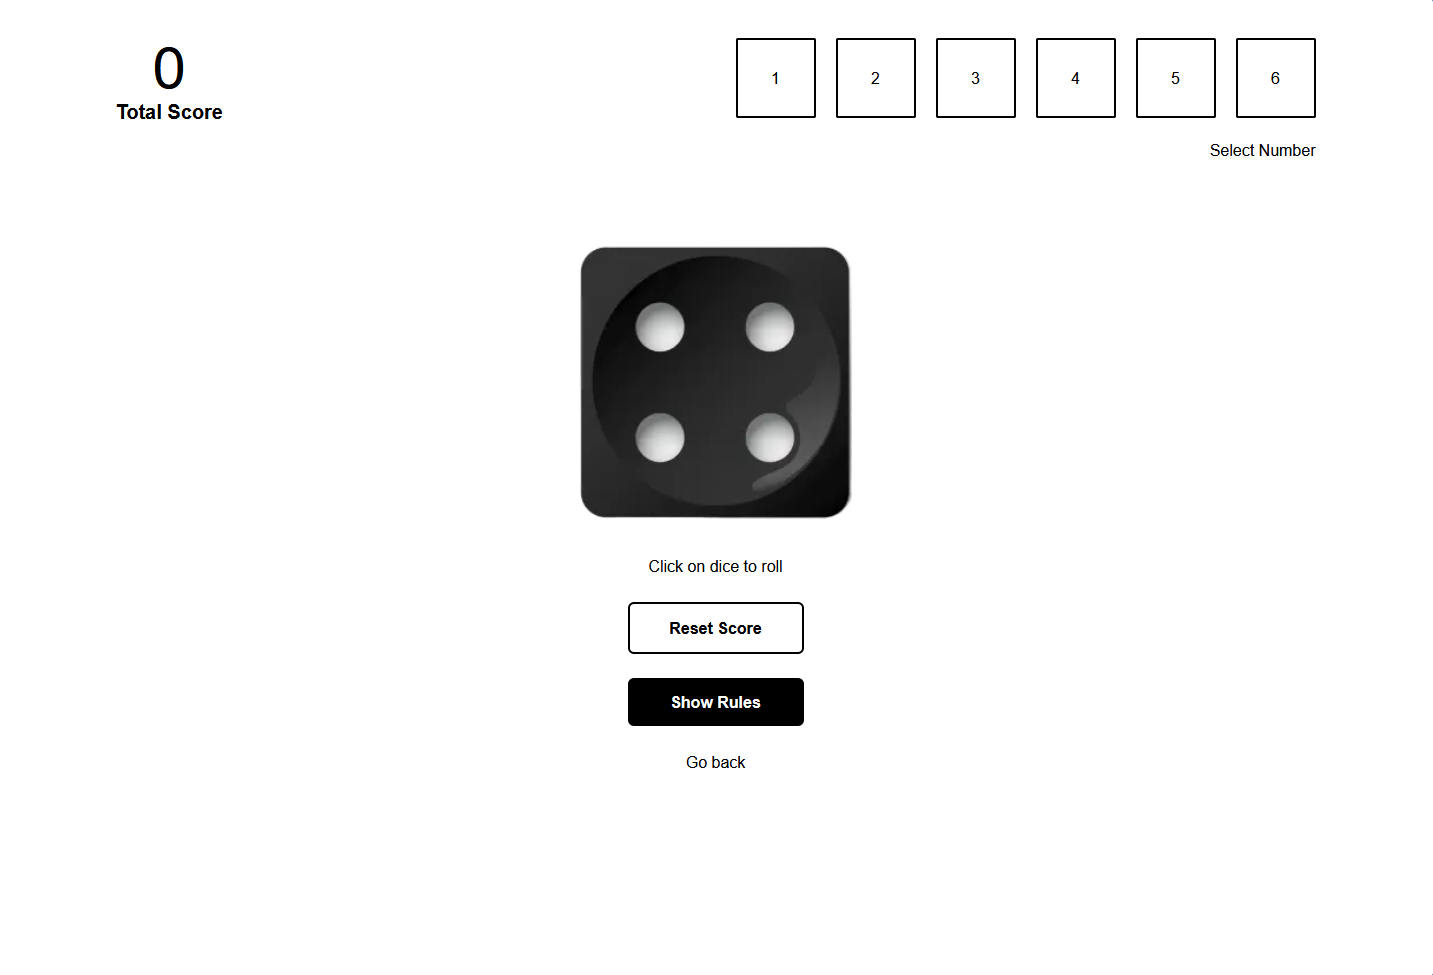 0
Total Score
1 2 3 4 5 6
Select Number
Click on dice to roll
Reset Score
Show Rules
Go back